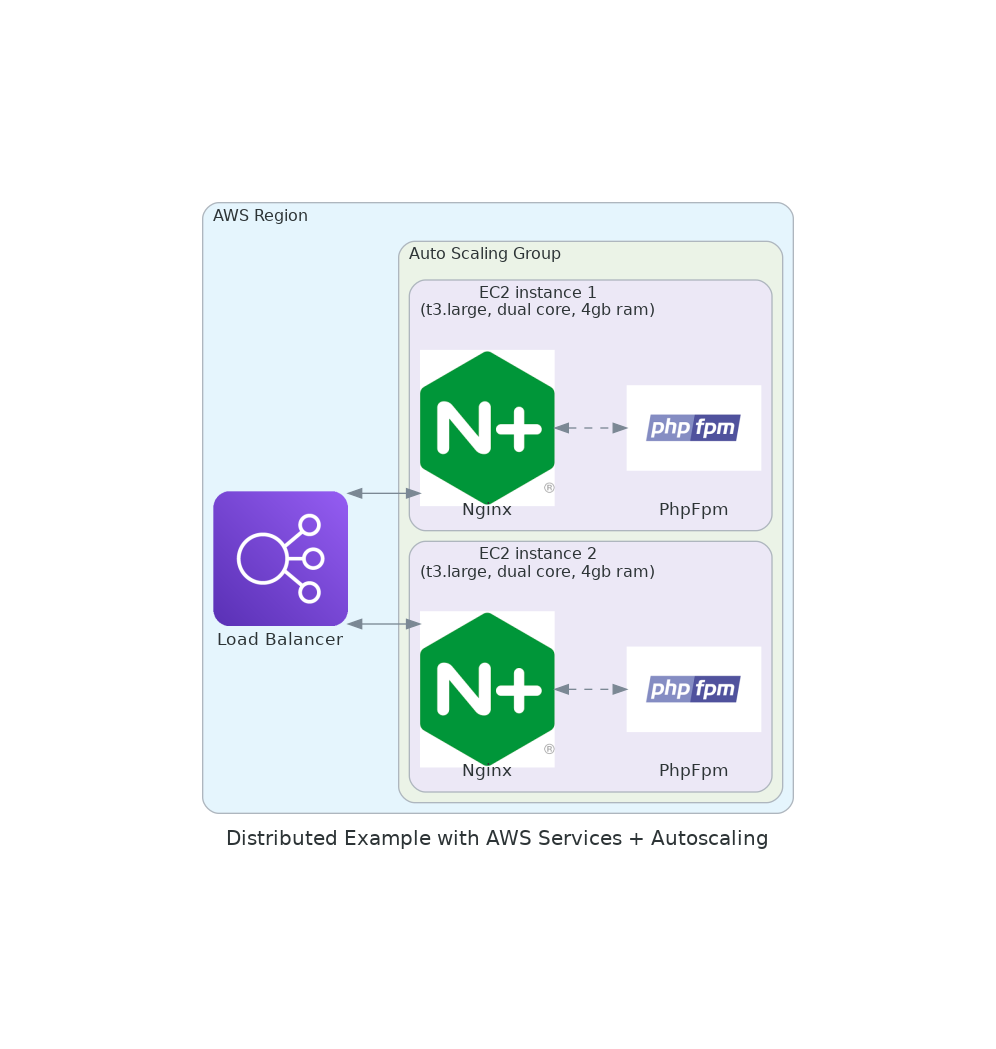 AWS Region
Auto Scaling Group
EC2 instance 1
(t3.large, dual core, 4gb ram)
N+
®
php fpm
Nginx
PhpFpm
EC2 instance 2
(t3.large, dual core, 4gb ram)
Load Balancer
N+
®
php fpm
Nginx
PhpFpm
Distributed Example with AWS Services + Autoscaling